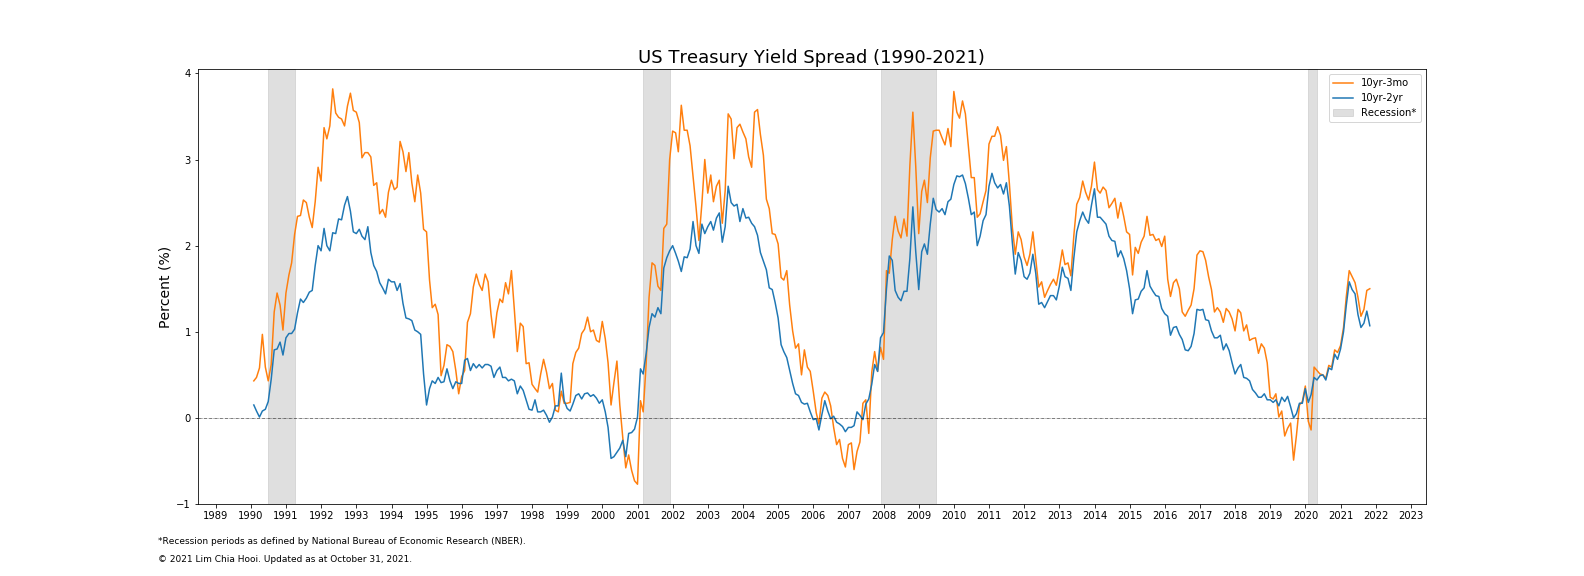 US Treasury Yield Spread (1990-2021)
10yr-3mo
10yr-2yr
Recession*
Percent (%)
4
3
2
1
0
−1
1989 1990 1991 1992 1993 1994 1995 1996 1997 1998 1999 2000 2001 2002 2003 2004 2005 2006 2007 2008 2009 2010 2011 2012 2013 2014 2015 2016 2017 2018 2019 2020 2021 2022 2023
*Recession periods as defined by National Bureau of Economic Research (NBER).
© 2021 Lim Chia Hooi. Updated as at October 31, 2021.